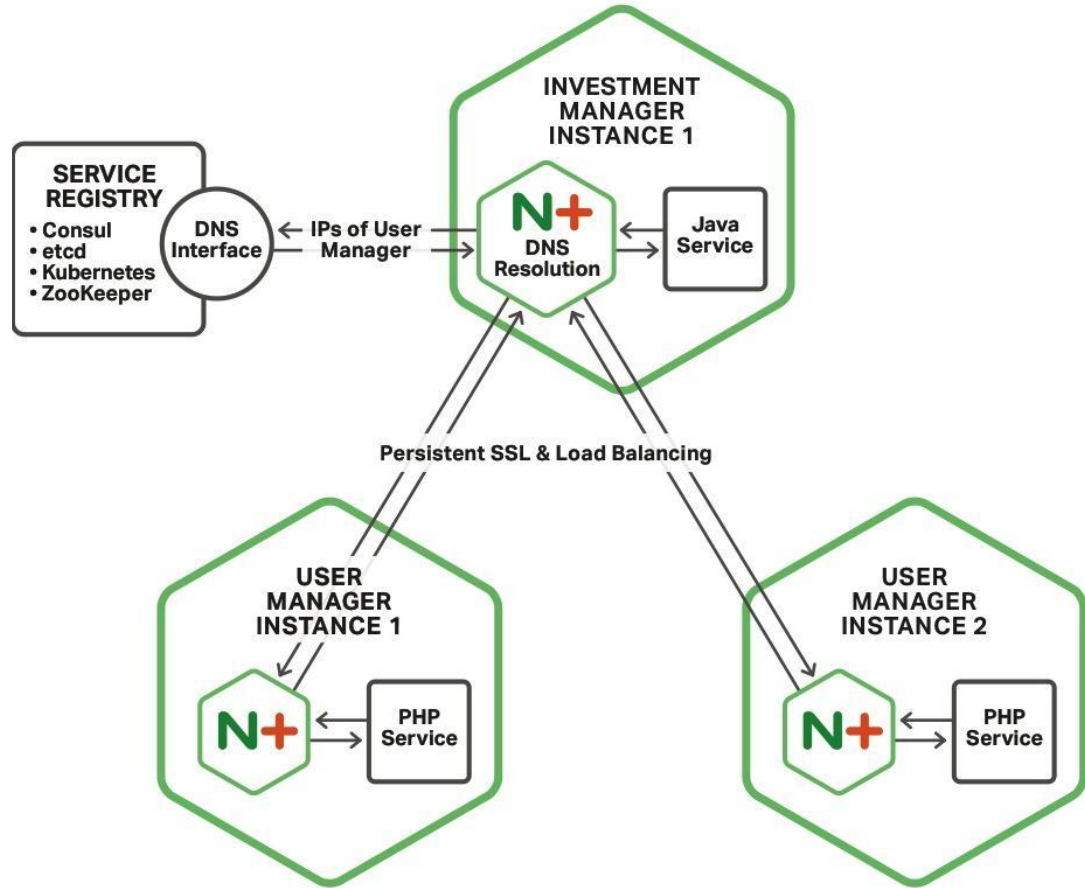 INVESTMENT
MANAGER
INSTANCE 1
SERVICE
REGISTRY
• Consul
• etcd
• Kubernetes
• ZooKeeper
DNS
Interface
IPs of User
Manager
N+
DNS
Resolution
Java
Service
Persistent SSL & Load Balancing
USER
MANAGER
INSTANCE 1
N+
PHP
Service
USER
MANAGER
INSTANCE 2
N+
PHP
Service